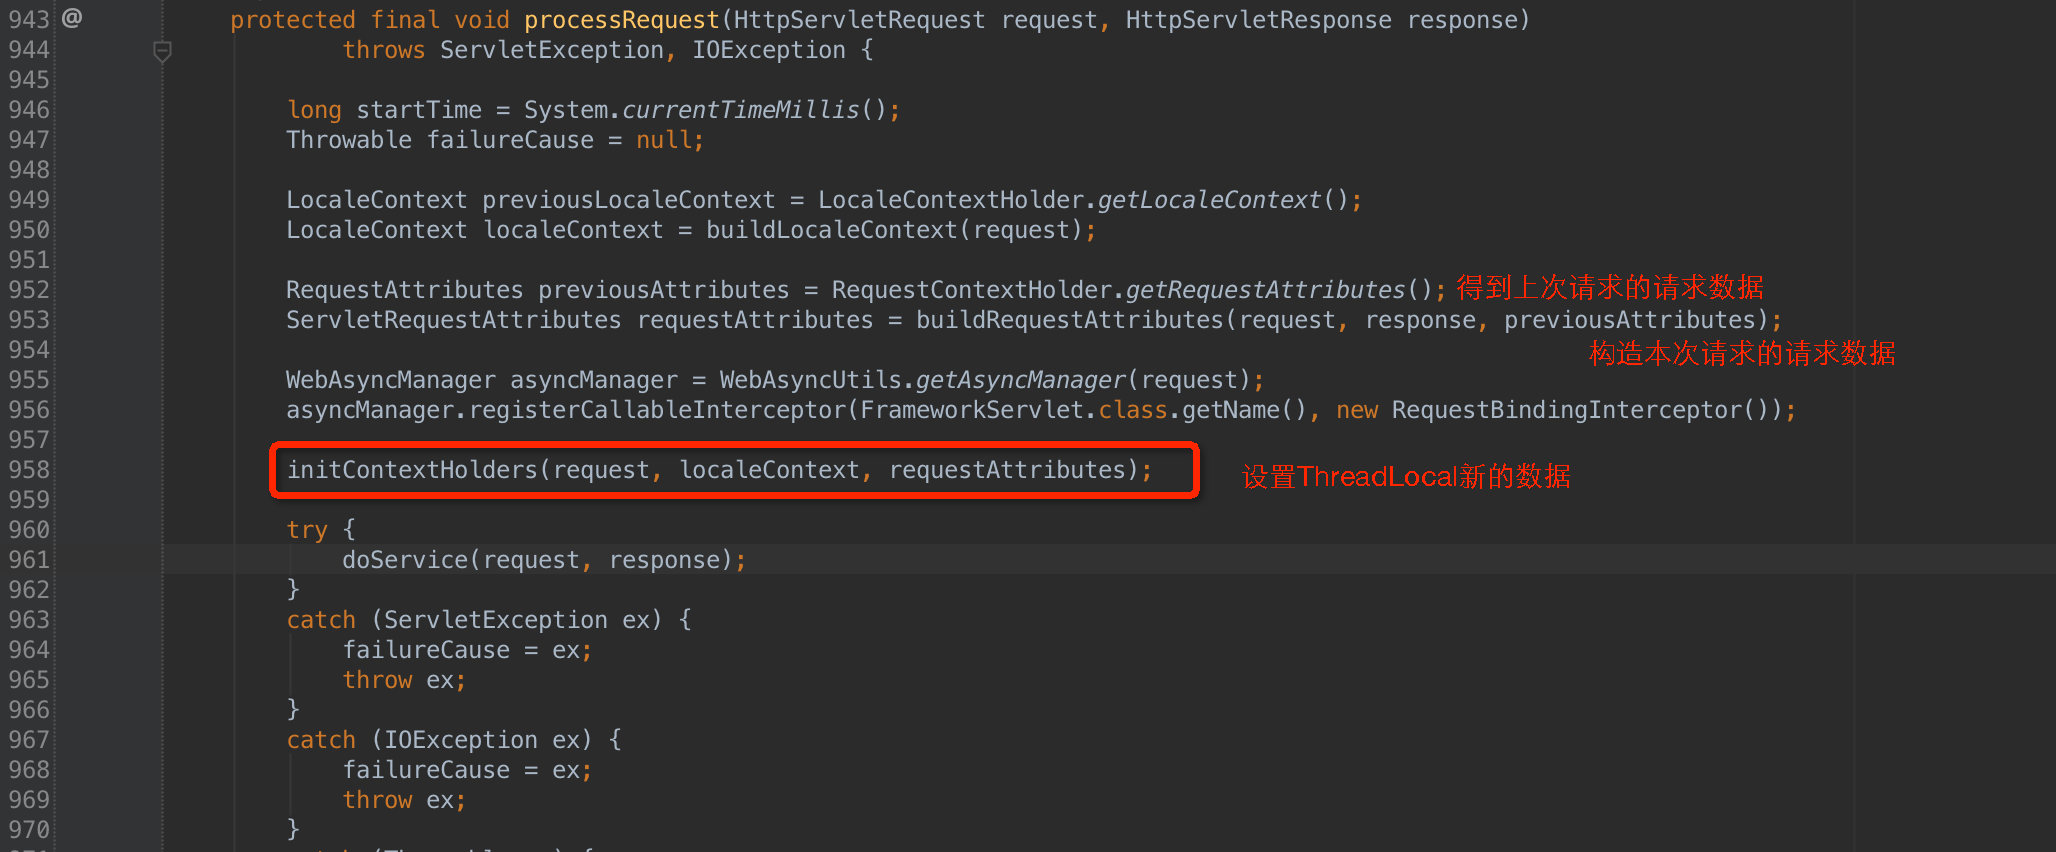 943 @ protected final void processRequest(HttpServletRequest request, HttpServletResponse response)
944 throws ServletException, IOException {
945
946 long startTime = System.currentTimeMillis();
947 Throwable failureCause = null;
948
949 LocaleContext previousLocaleContext = LocaleContextHolder.getLocaleContext();
950 LocaleContext localeContext = buildLocaleContext(request);
951
952 RequestAttributes previousAttributes = RequestContextHolder.getRequestAttributes(); 得到上次请求的请求数据
953 ServletRequestAttributes requestAttributes = buildRequestAttributes(request, response, previousAttributes);
954 构造本次请求的请求数据
955 WebAsyncManager asyncManager = WebAsyncUtils.getAsyncManager(request);
956 asyncManager.registerCallableInterceptor(FrameworkServlet.class.getName(), new RequestBindingInterceptor());
957
958 initContextHolders(request, localeContext, requestAttributes); 设置ThreadLocal新的数据
959
960 try {
961 doService(request, response);
962 }
963 catch (ServletException ex) {
964 failureCause = ex;
965 throw ex;
966 }
967 catch (IOException ex) {
968 failureCause = ex;
969 throw ex;
970 }